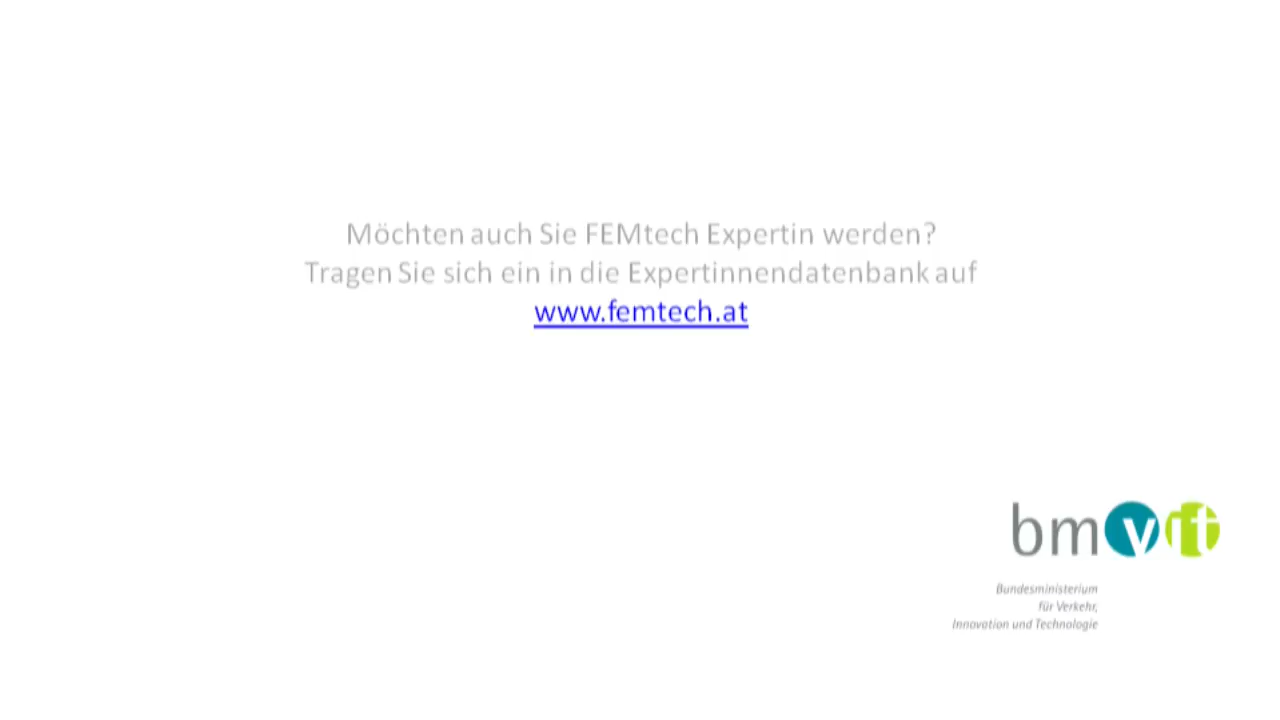 Möchten auch Sie FEMtech Expertin werden?
Tragen Sie sich ein in die Expertinnendatenbank auf
www.femtech.at
bmvit
Bundesministerium
für Verkehr,
Innovation und Technologie